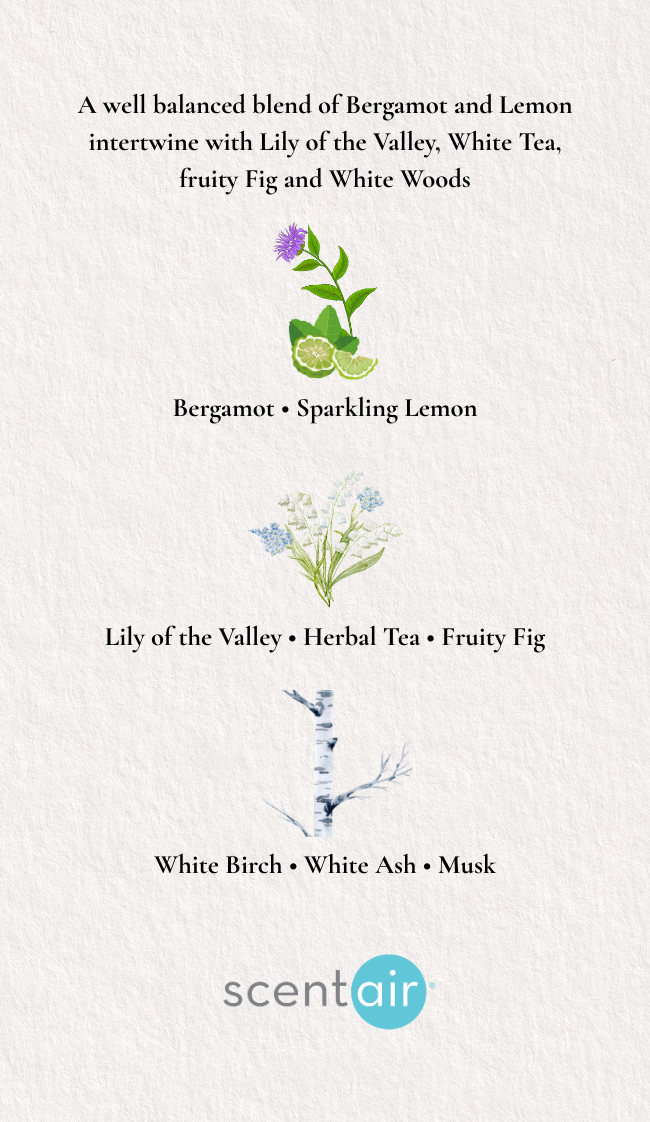 A well balanced blend of Bergamot and Lemon
intertwine with Lily of the Valley, White Tea,
fruity Fig and White Woods
Bergamot • Sparkling Lemon
Lily of the Valley • Herbal Tea • Fruity Fig
White Birch • White Ash • Musk
scentair®